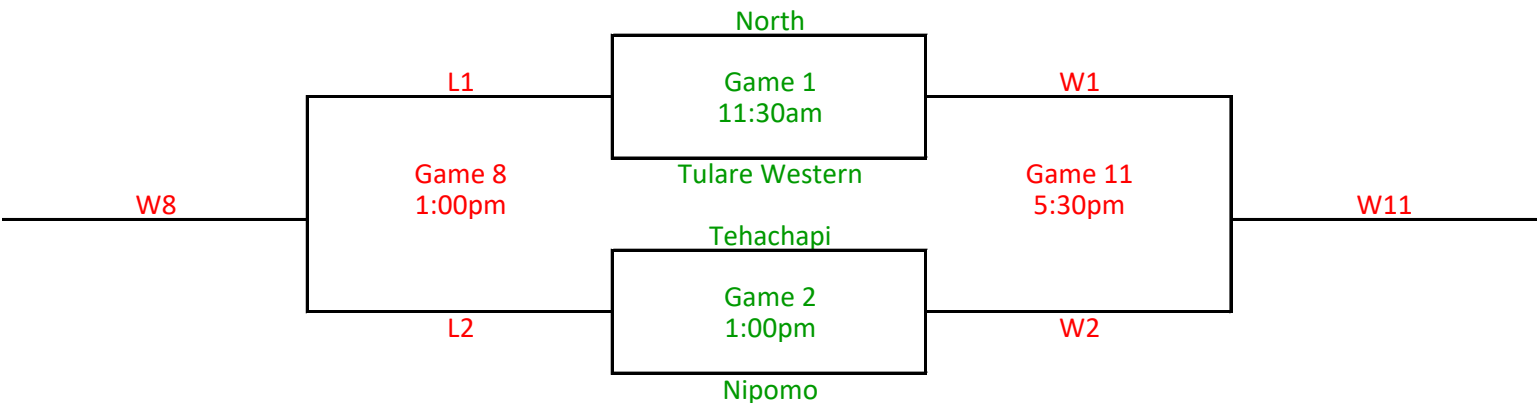 North
L1
Game 1
W1
11:30am
Game 8
Tulare Western
Game 11
W8
1:00pm
5:30pm
W11
Tehachapi
Game 2
L2
1:00pm
W2
Nipomo